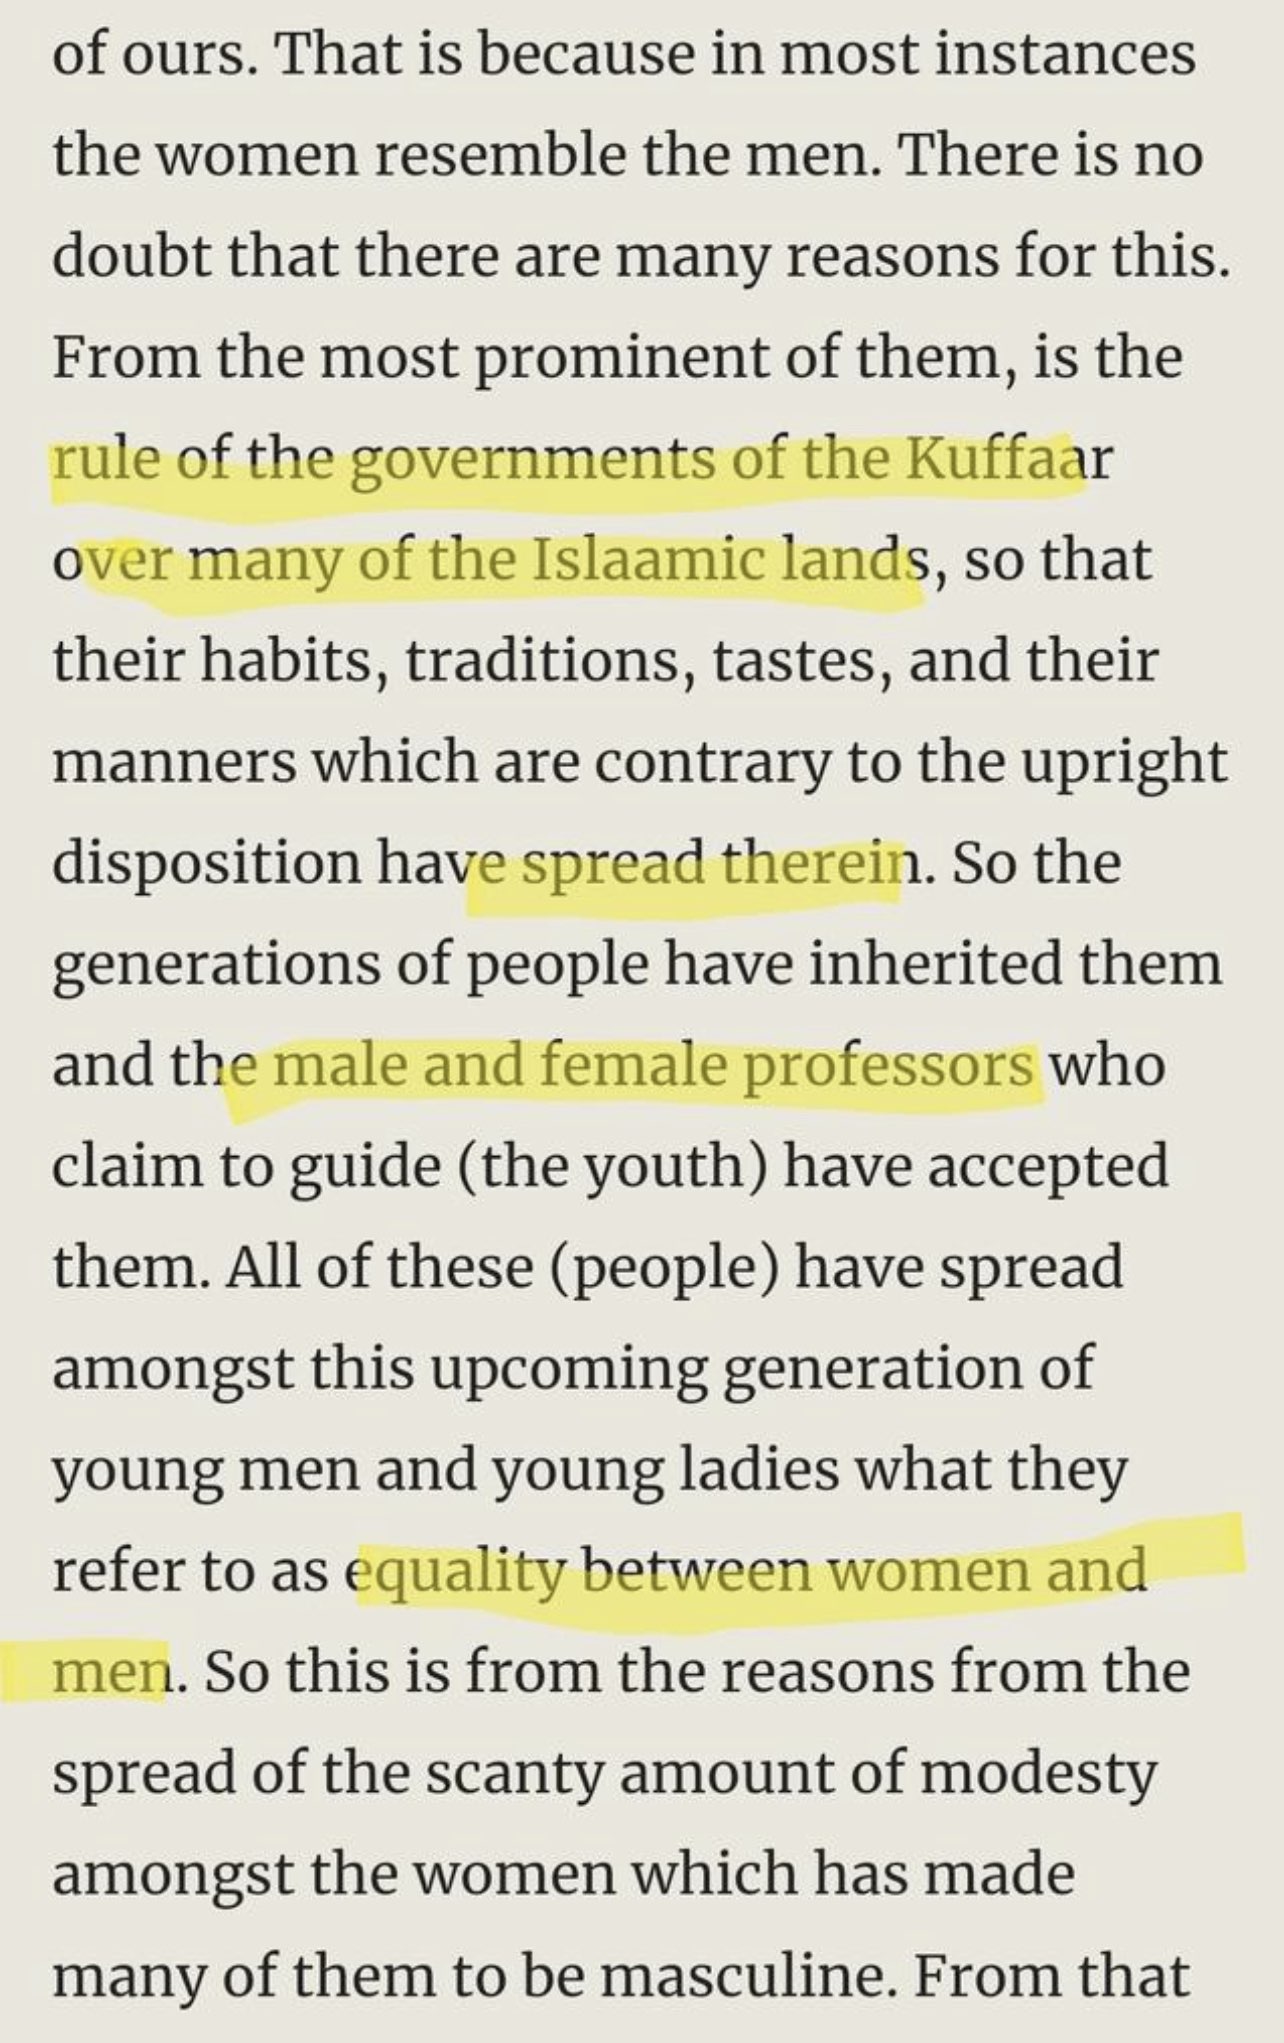 of ours. That is because in most instances
the women resemble the men. There is no
doubt that there are many reasons for this.
From the most prominent of them, is the
rule of the governments of the Kuffaar
over many of the Islaamic lands, so that
their habits, traditions, tastes, and their
manners which are contrary to the upright
disposition have spread therein. So the
generations of people have inherited them
and the male and female professors who
claim to guide (the youth) have accepted
them. All of these (people) have spread
amongst this upcoming generation of
young men and young ladies what they
refer to as equality between women and
men. So this is from the reasons from the
spread of the scanty amount of modesty
amongst the women which has made
many of them to be masculine. From that